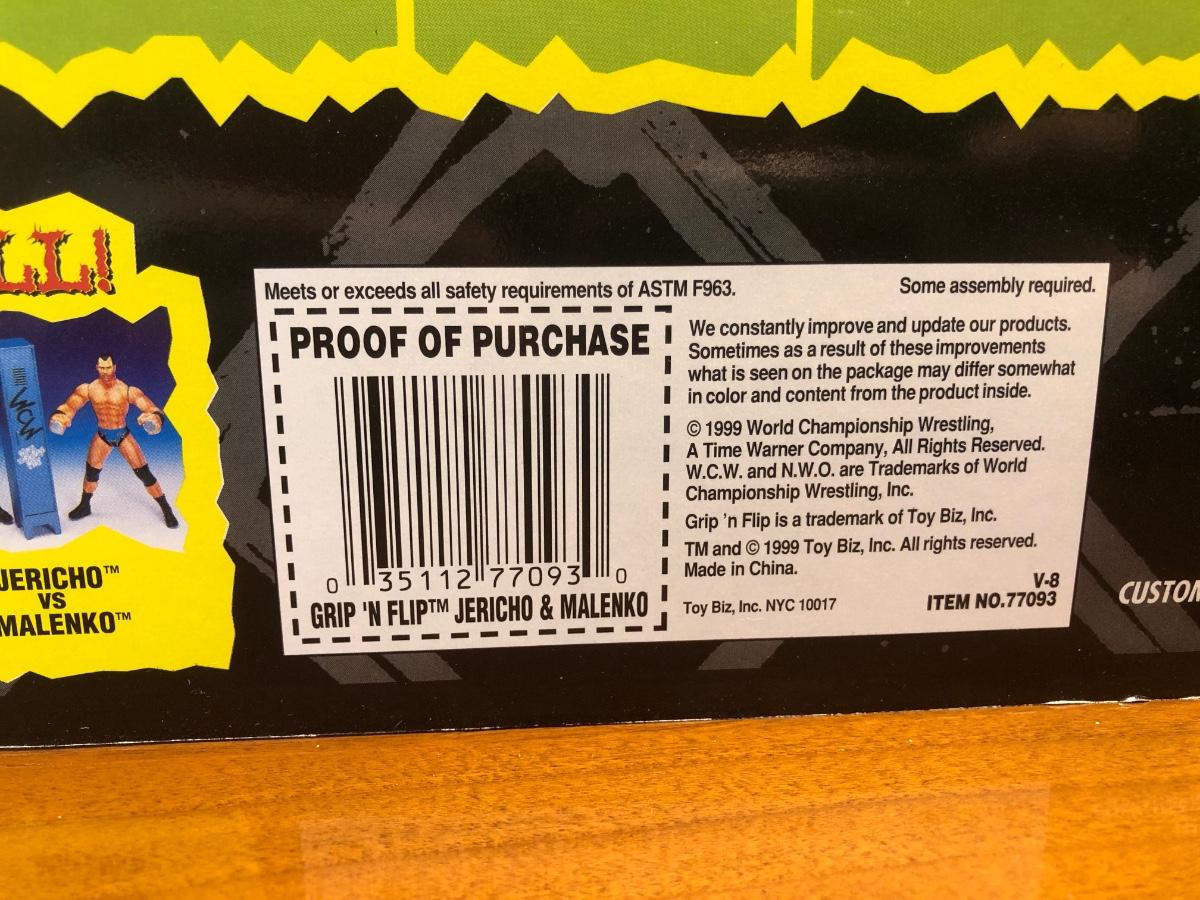 LL!
WCW
JERICHO™
VS
MALENKO™
Meets or exceeds all safety requirements of ASTM F963.
Some assembly required.
PROOF OF PURCHASE
0 35112 77093 0
GRIP 'N FLIP™ JERICHO & MALENKO
We constantly improve and update our products.
Sometimes as a result of these improvements
what is seen on the package may differ somewhat
in color and content from the product inside.
© 1999 World Championship Wrestling,
A Time Warner Company, All Rights Reserved.
W.C.W. and N.W.O. are Trademarks of World
Championship Wrestling, Inc.
Grip 'n Flip is a trademark of Toy Biz, Inc.
TM and © 1999 Toy Biz, Inc. All rights reserved.
Made in China.
Toy Biz, Inc. NYC 10017
V-8
ITEM NO.77093
CUSTOM